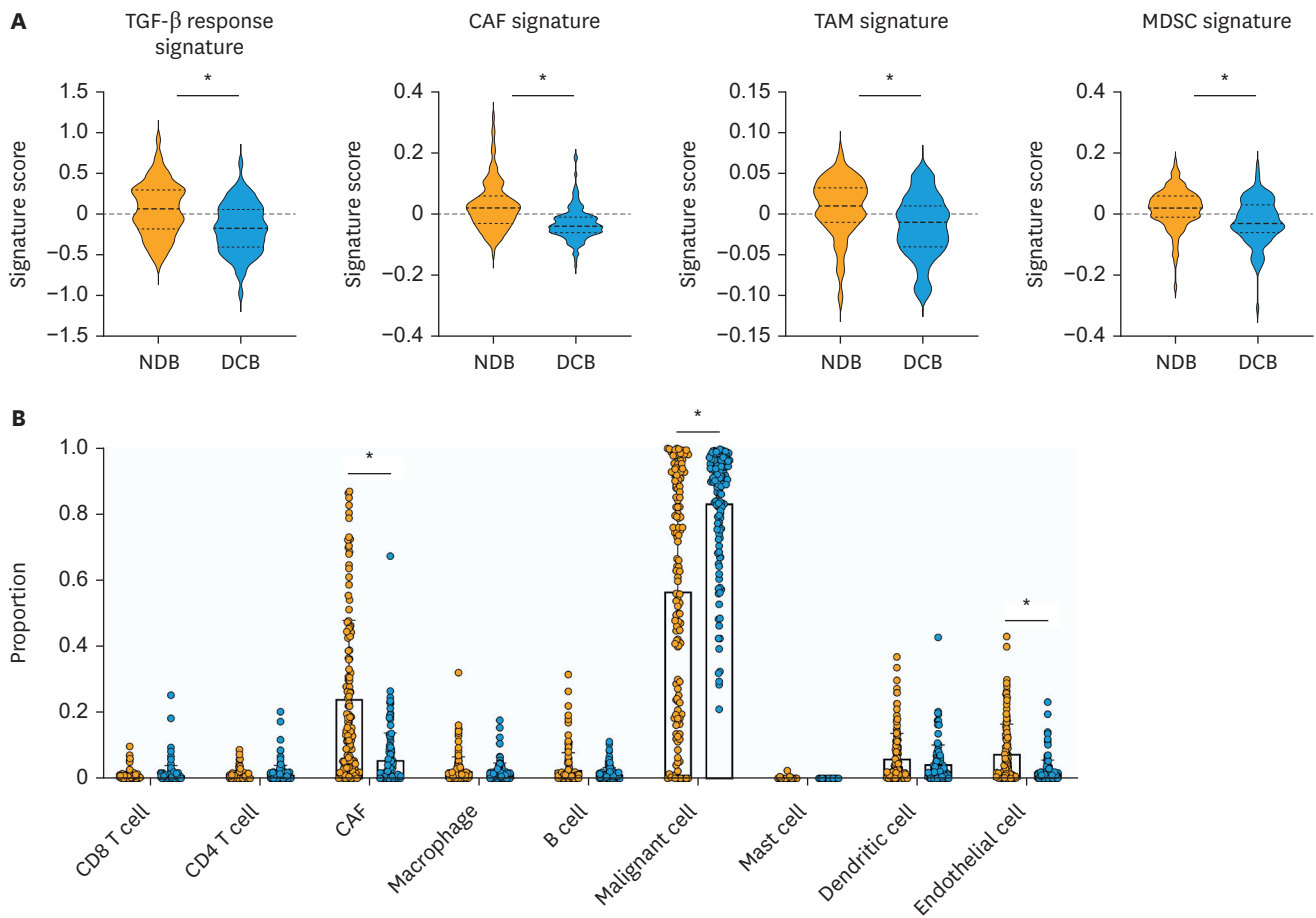 A
TGF-β response
signature
CAF signature
TAM signature
MDSC signature
*
*
*
*
Signature score
1.5
1.0
0.5
0
−0.5
−1.0
−1.5
NDB
DCB
Signature score
0.4
0.2
0
−0.2
−0.4
NDB
DCB
Signature score
0.15
0.10
0.05
0
−0.05
−0.10
−0.15
NDB
DCB
Signature score
0.4
0.2
0
−0.2
−0.4
NDB
DCB
B
*
*
*
Proportion
1.0
0.8
0.6
0.4
0.2
0
CD8 T cell
CD4 T cell
CAF
Macrophage
B cell
Malignant cell
Mast cell
Dendritic cell
Endothelial cell